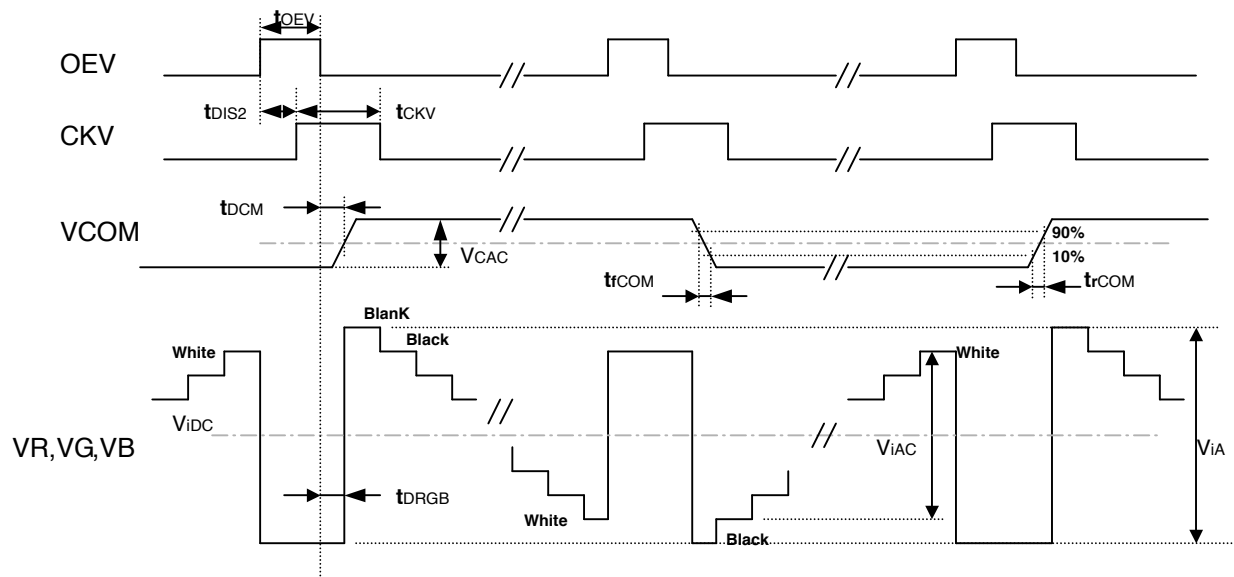 tOEV
OEV
tDIS2
tCKV
CKV
tDCM
VCOM
90%
VCAC
10%
tfCOM
trCOM
BlanK
White
Black
White
ViDC
VR,VG,VB
ViAC
ViA
tDRGB
White
Black